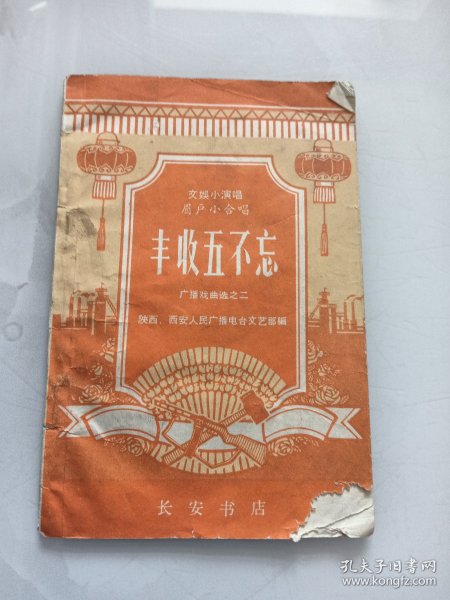 文娱小演唱
眉户小合唱
丰收五不忘
广播戏曲选之二
陕西、西安人民广播电台文艺部编
长安书店
孔夫子旧书网
www.kongfz.com